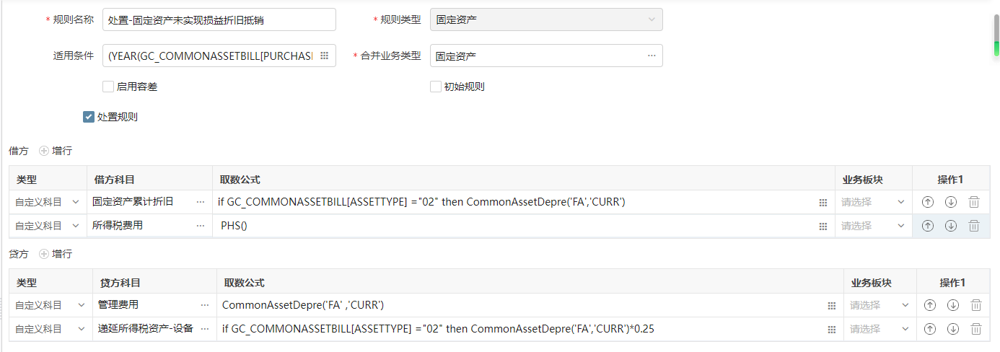 * 规则名称 处置-固定资产未实现损益折旧抵销 * 规则类型 固定资产
适用条件 (YEAR(GC_COMMONASSETBILL[PURCHASI * 合并业务类型 固定资产 ···
启用容差 初始规则
处置规则
借方 增行
类型 借方科目 取数公式 业务板块 操作1
自定义科目 固定资产累计折旧 ··· if GC_COMMONASSETBILL[ASSETTYPE] ="02" then CommonAssetDepre('FA','CURR') 请选择
自定义科目 所得税费用 ··· PHS() 请选择
贷方 增行
类型 贷方科目 取数公式 业务板块 操作1
自定义科目 管理费用 ··· CommonAssetDepre('FA' ,'CURR') 请选择
自定义科目 递延所得税资产-设备 ··· if GC_COMMONASSETBILL[ASSETTYPE] ="02" then CommonAssetDepre('FA','CURR')*0.25 请选择